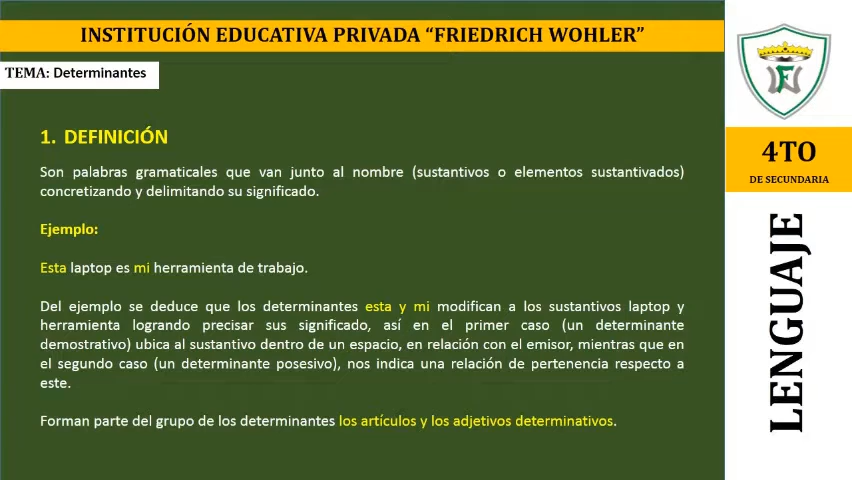 INSTITUCIÓN EDUCATIVA PRIVADA “FRIEDRICH WOHLER”
TEMA: Determinantes
1. DEFINICIÓN
Son palabras gramaticales que van junto al nombre (sustantivos o elementos sustantivados)
concretizando y delimitando su significado.
Ejemplo:
Esta laptop es mi herramienta de trabajo.
Del ejemplo se deduce que los determinantes esta y mi modifican a los sustantivos laptop y
herramienta logrando precisar sus significado, así en el primer caso (un determinante
demostrativo) ubica al sustantivo dentro de un espacio, en relación con el emisor, mientras que en
el segundo caso (un determinante posesivo), nos indica una relación de pertenencia respecto a
este.
Forman parte del grupo de los determinantes los artículos y los adjetivos determinativos.
4TO
DE SECUNDARIA
LENGUAJE